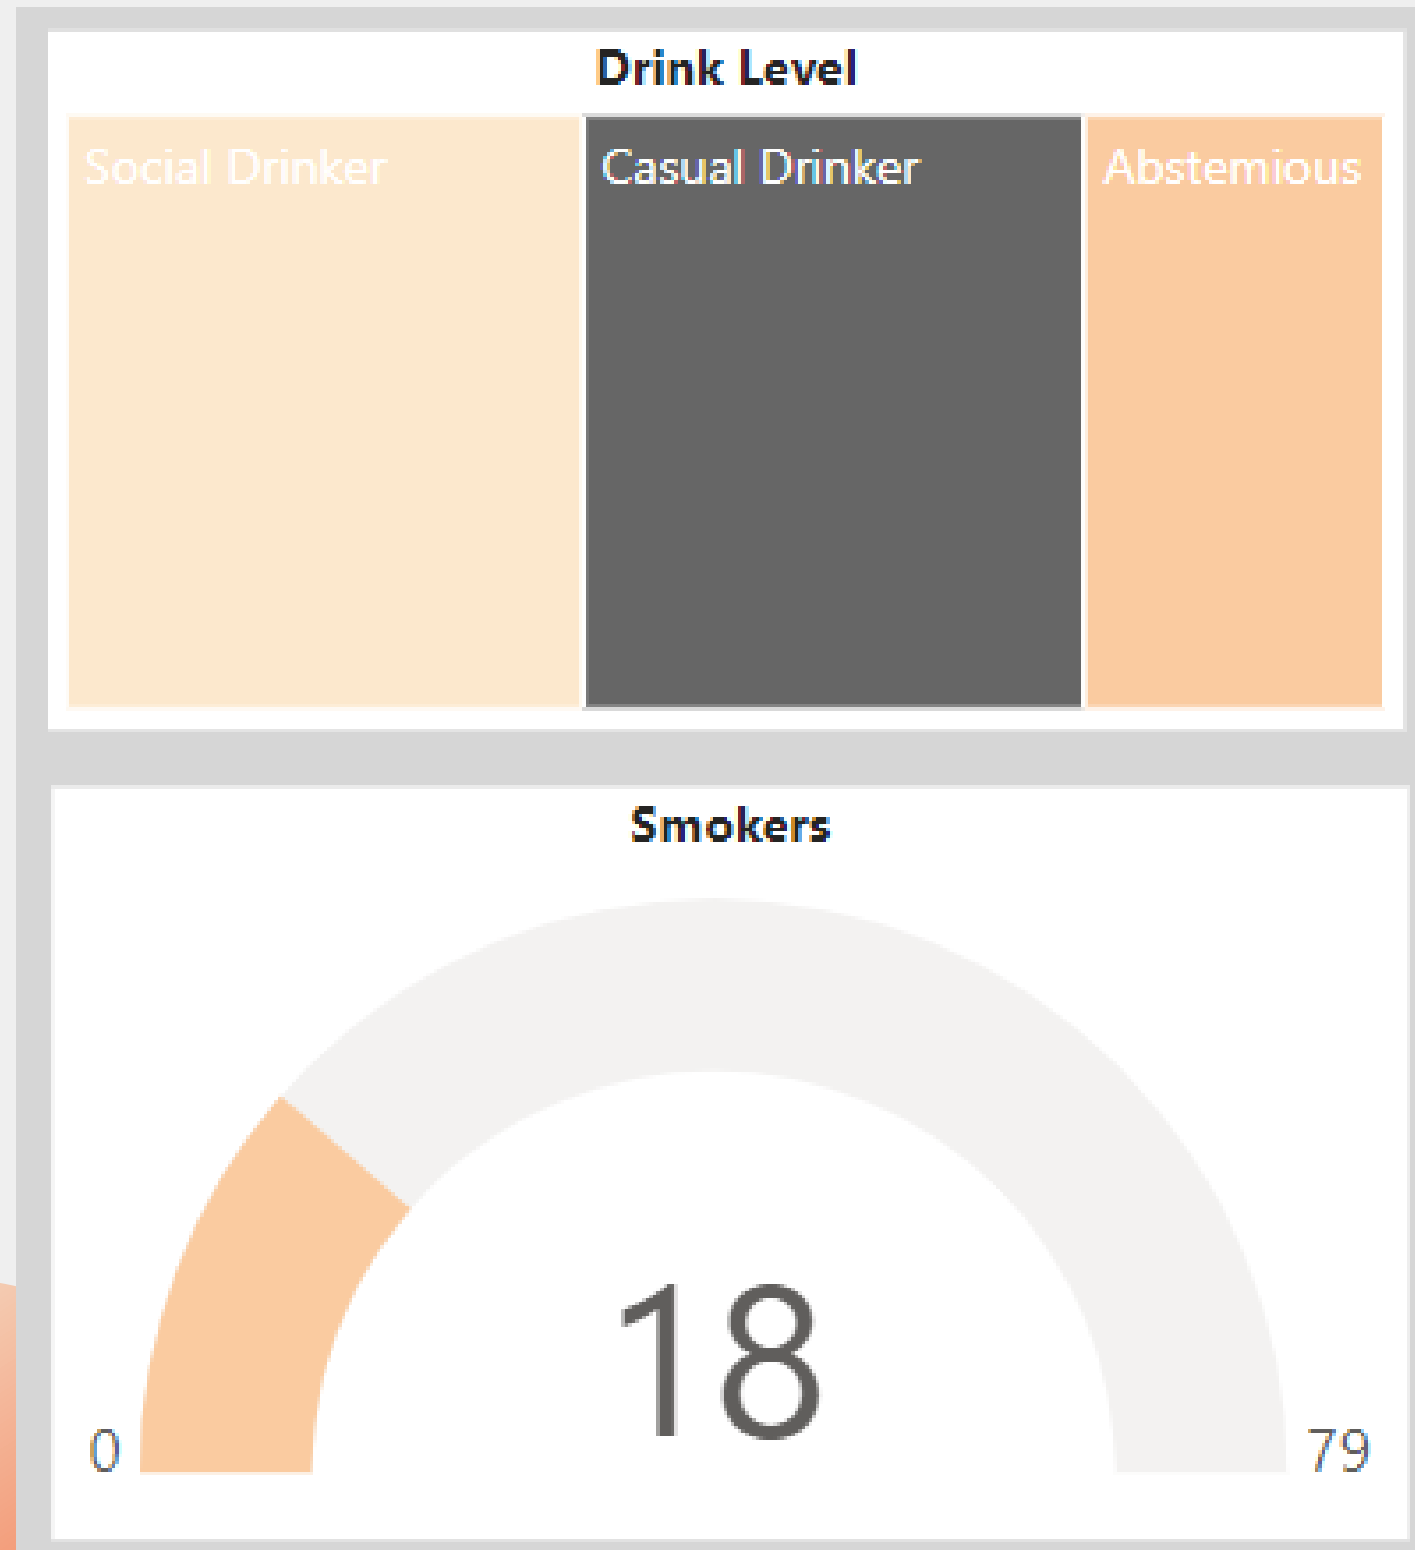 Drink Level
Social Drinker
Casual Drinker
Abstemious
Smokers
18
0
79